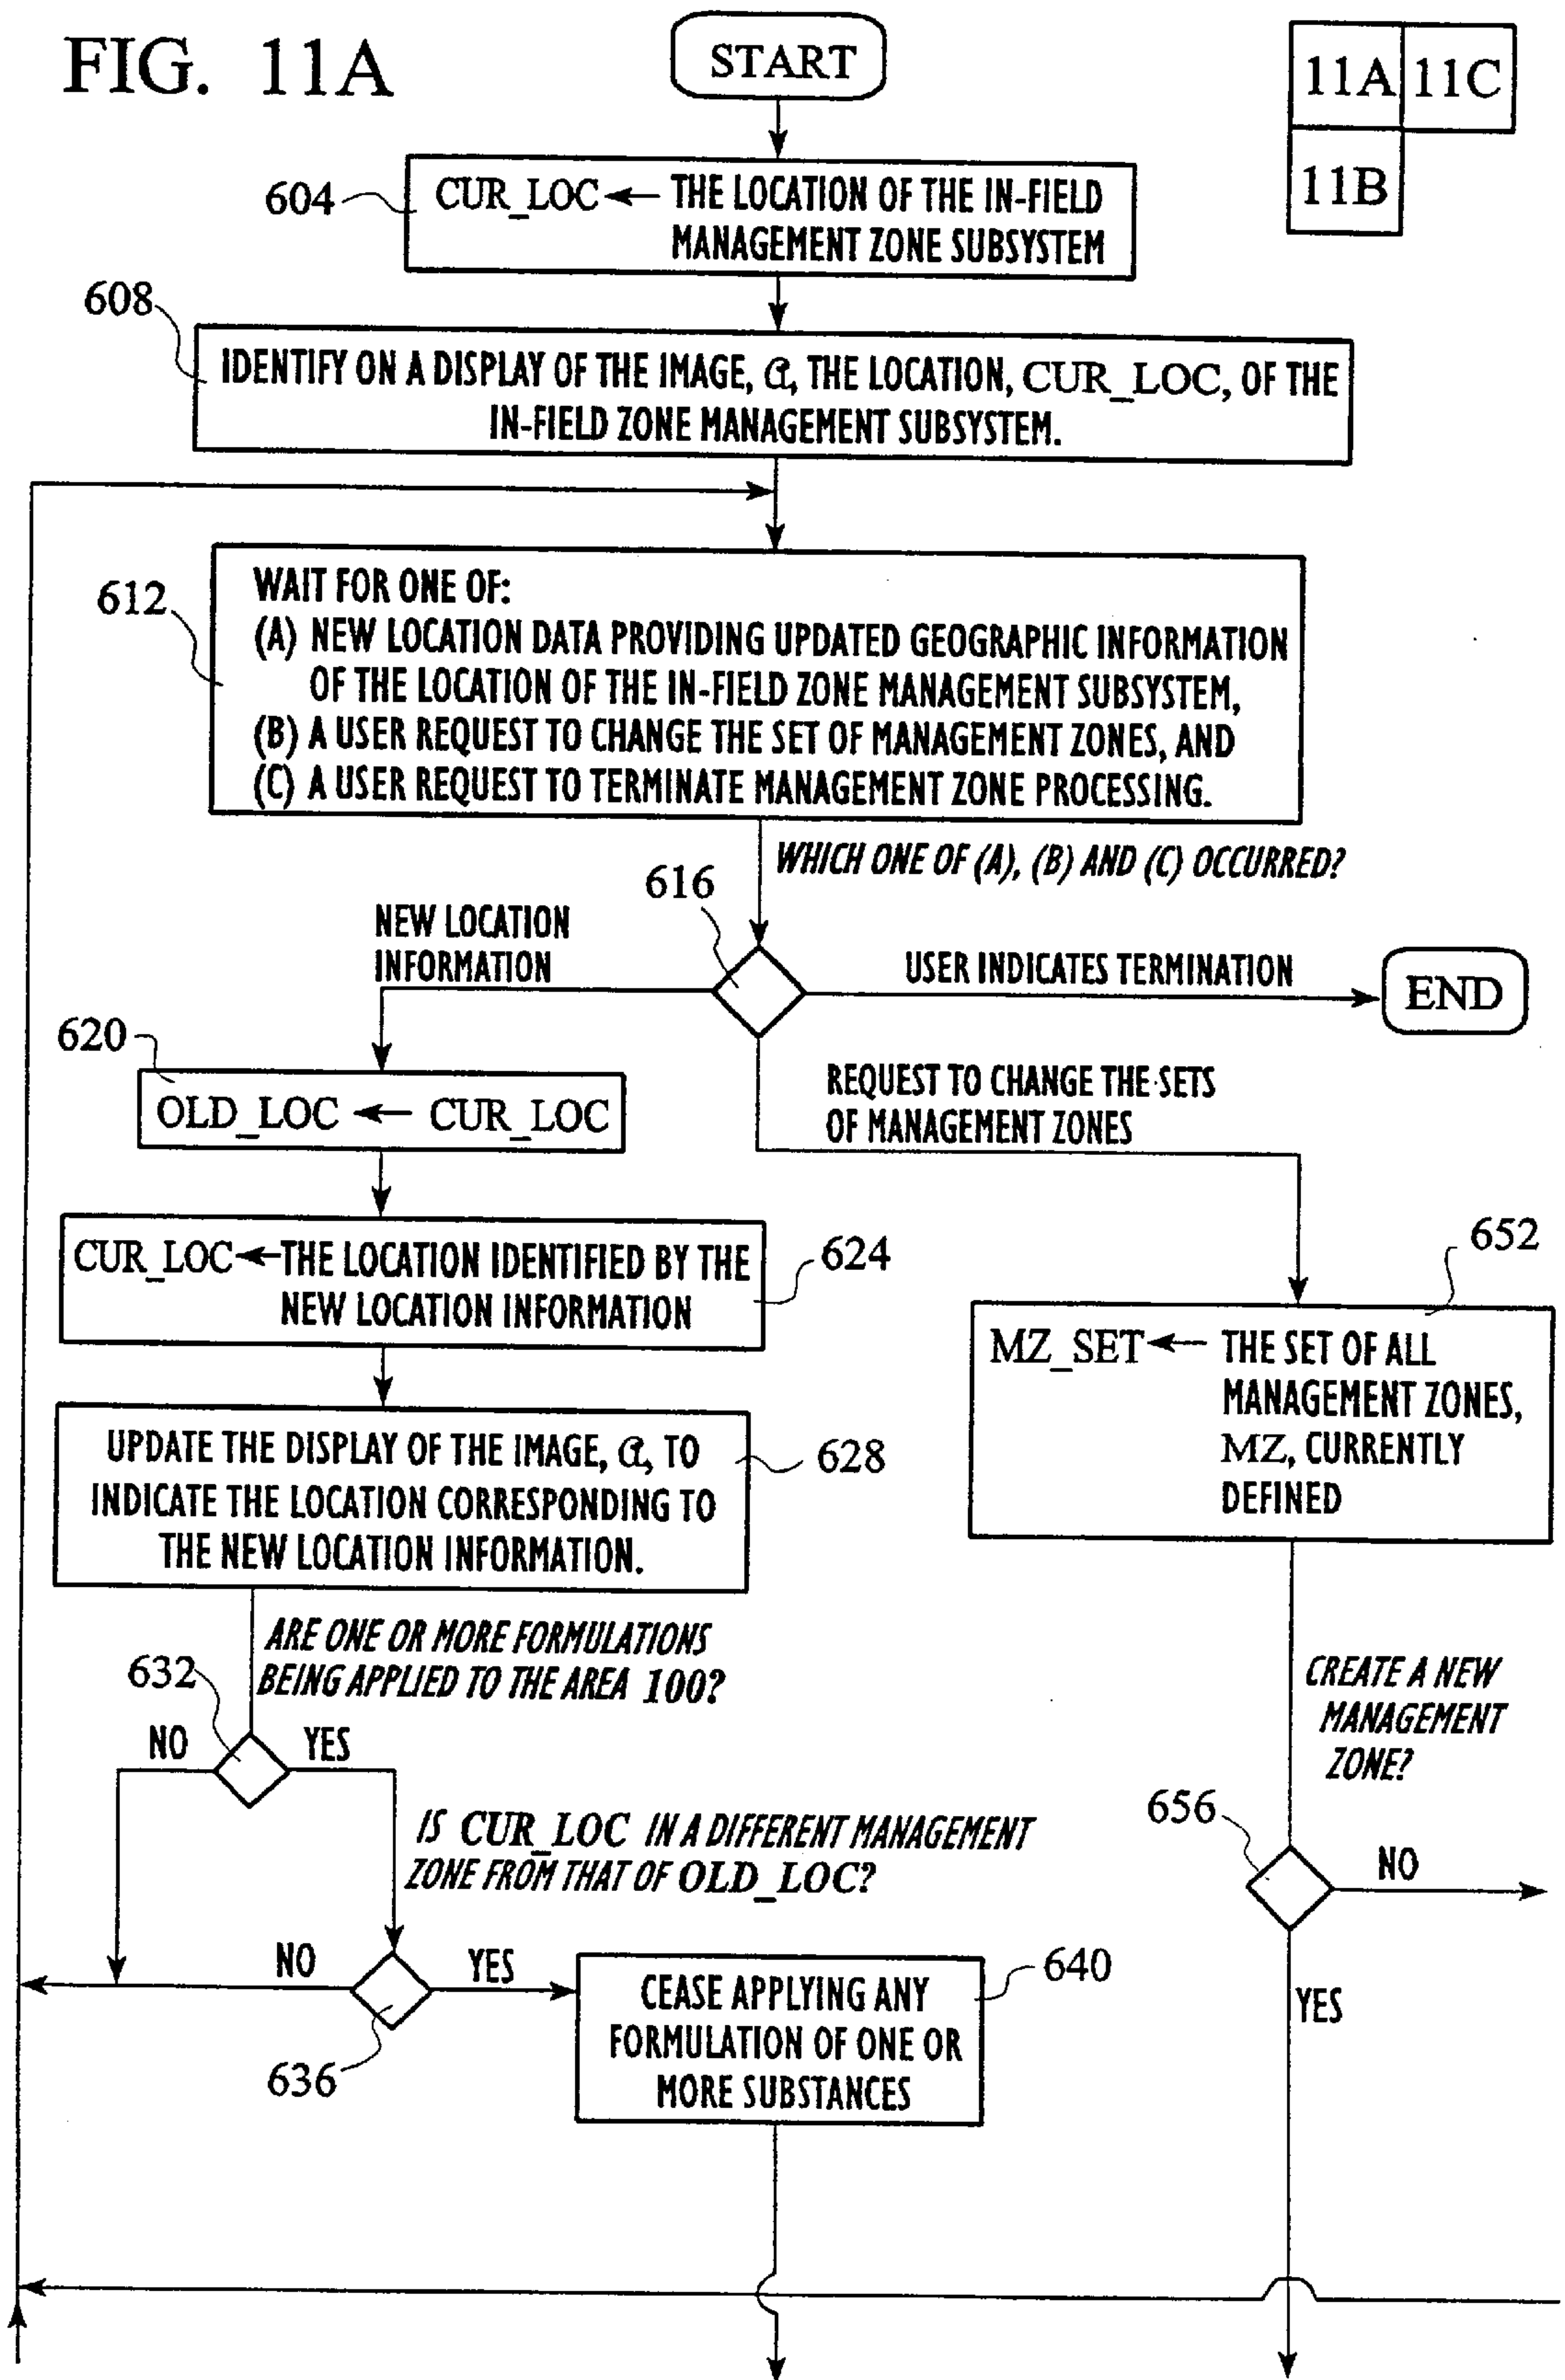 FIG. 11A
START
11A 11C
11B
604
CUR_LOC ← THE LOCATION OF THE IN-FIELD
MANAGEMENT ZONE SUBSYSTEM
608
IDENTIFY ON A DISPLAY OF THE IMAGE, 𝒶, THE LOCATION, CUR_LOC, OF THE
IN-FIELD ZONE MANAGEMENT SUBSYSTEM.
612
WAIT FOR ONE OF:
(A) NEW LOCATION DATA PROVIDING UPDATED GEOGRAPHIC INFORMATION
OF THE LOCATION OF THE IN-FIELD ZONE MANAGEMENT SUBSYSTEM,
(B) A USER REQUEST TO CHANGE THE SET OF MANAGEMENT ZONES, AND
(C) A USER REQUEST TO TERMINATE MANAGEMENT ZONE PROCESSING.
WHICH ONE OF (A), (B) AND (C) OCCURRED?
616
NEW LOCATION
INFORMATION
USER INDICATES TERMINATION
END
620
OLD_LOC ← CUR_LOC
REQUEST TO CHANGE THE SETS
OF MANAGEMENT ZONES
CUR_LOC ← THE LOCATION IDENTIFIED BY THE
NEW LOCATION INFORMATION
624
652
MZ_SET ← THE SET OF ALL
MANAGEMENT ZONES,
MZ, CURRENTLY
DEFINED
UPDATE THE DISPLAY OF THE IMAGE, 𝒶, TO
INDICATE THE LOCATION CORRESPONDING TO
THE NEW LOCATION INFORMATION.
628
ARE ONE OR MORE FORMULATIONS
BEING APPLIED TO THE AREA 100?
632
NO
YES
CREATE A NEW
MANAGEMENT
ZONE?
656
NO
IS CUR_LOC IN A DIFFERENT MANAGEMENT
ZONE FROM THAT OF OLD_LOC?
NO
YES
636
CEASE APPLYING ANY
FORMULATION OF ONE OR
MORE SUBSTANCES
640
YES